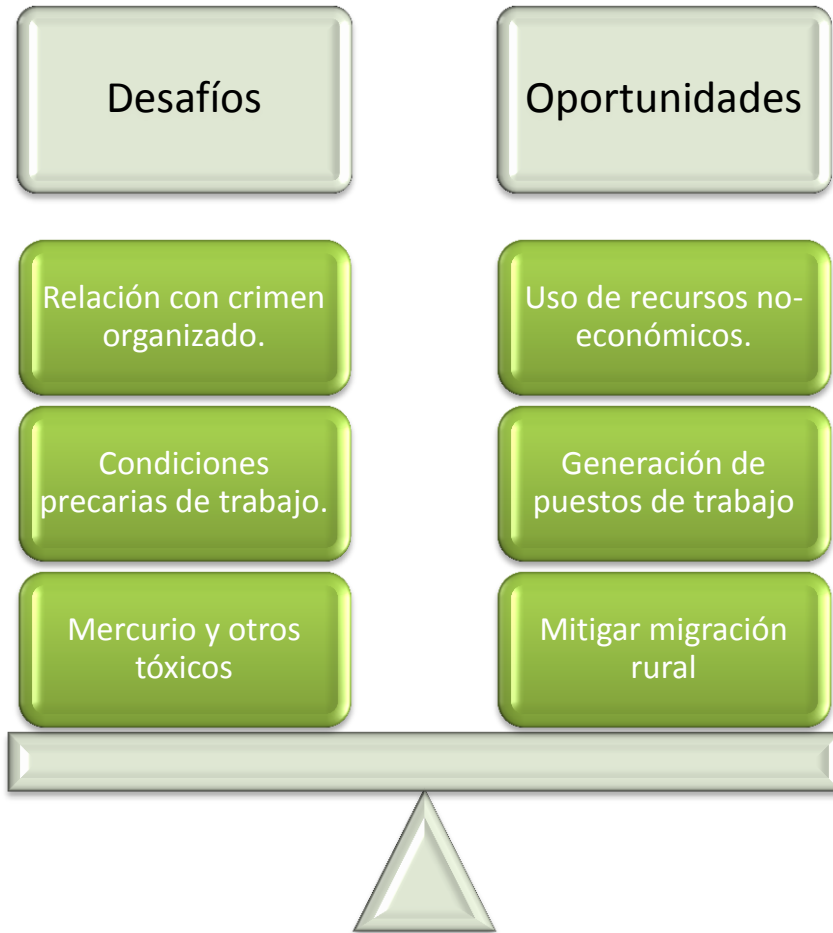 Desafíos
Oportunidades
Relación con crimen
organizado.
Uso de recursos no-
económicos.
Condiciones
precarias de trabajo.
Generación de
puestos de trabajo
Mercurio y otros
tóxicos
Mitigar migración
rural